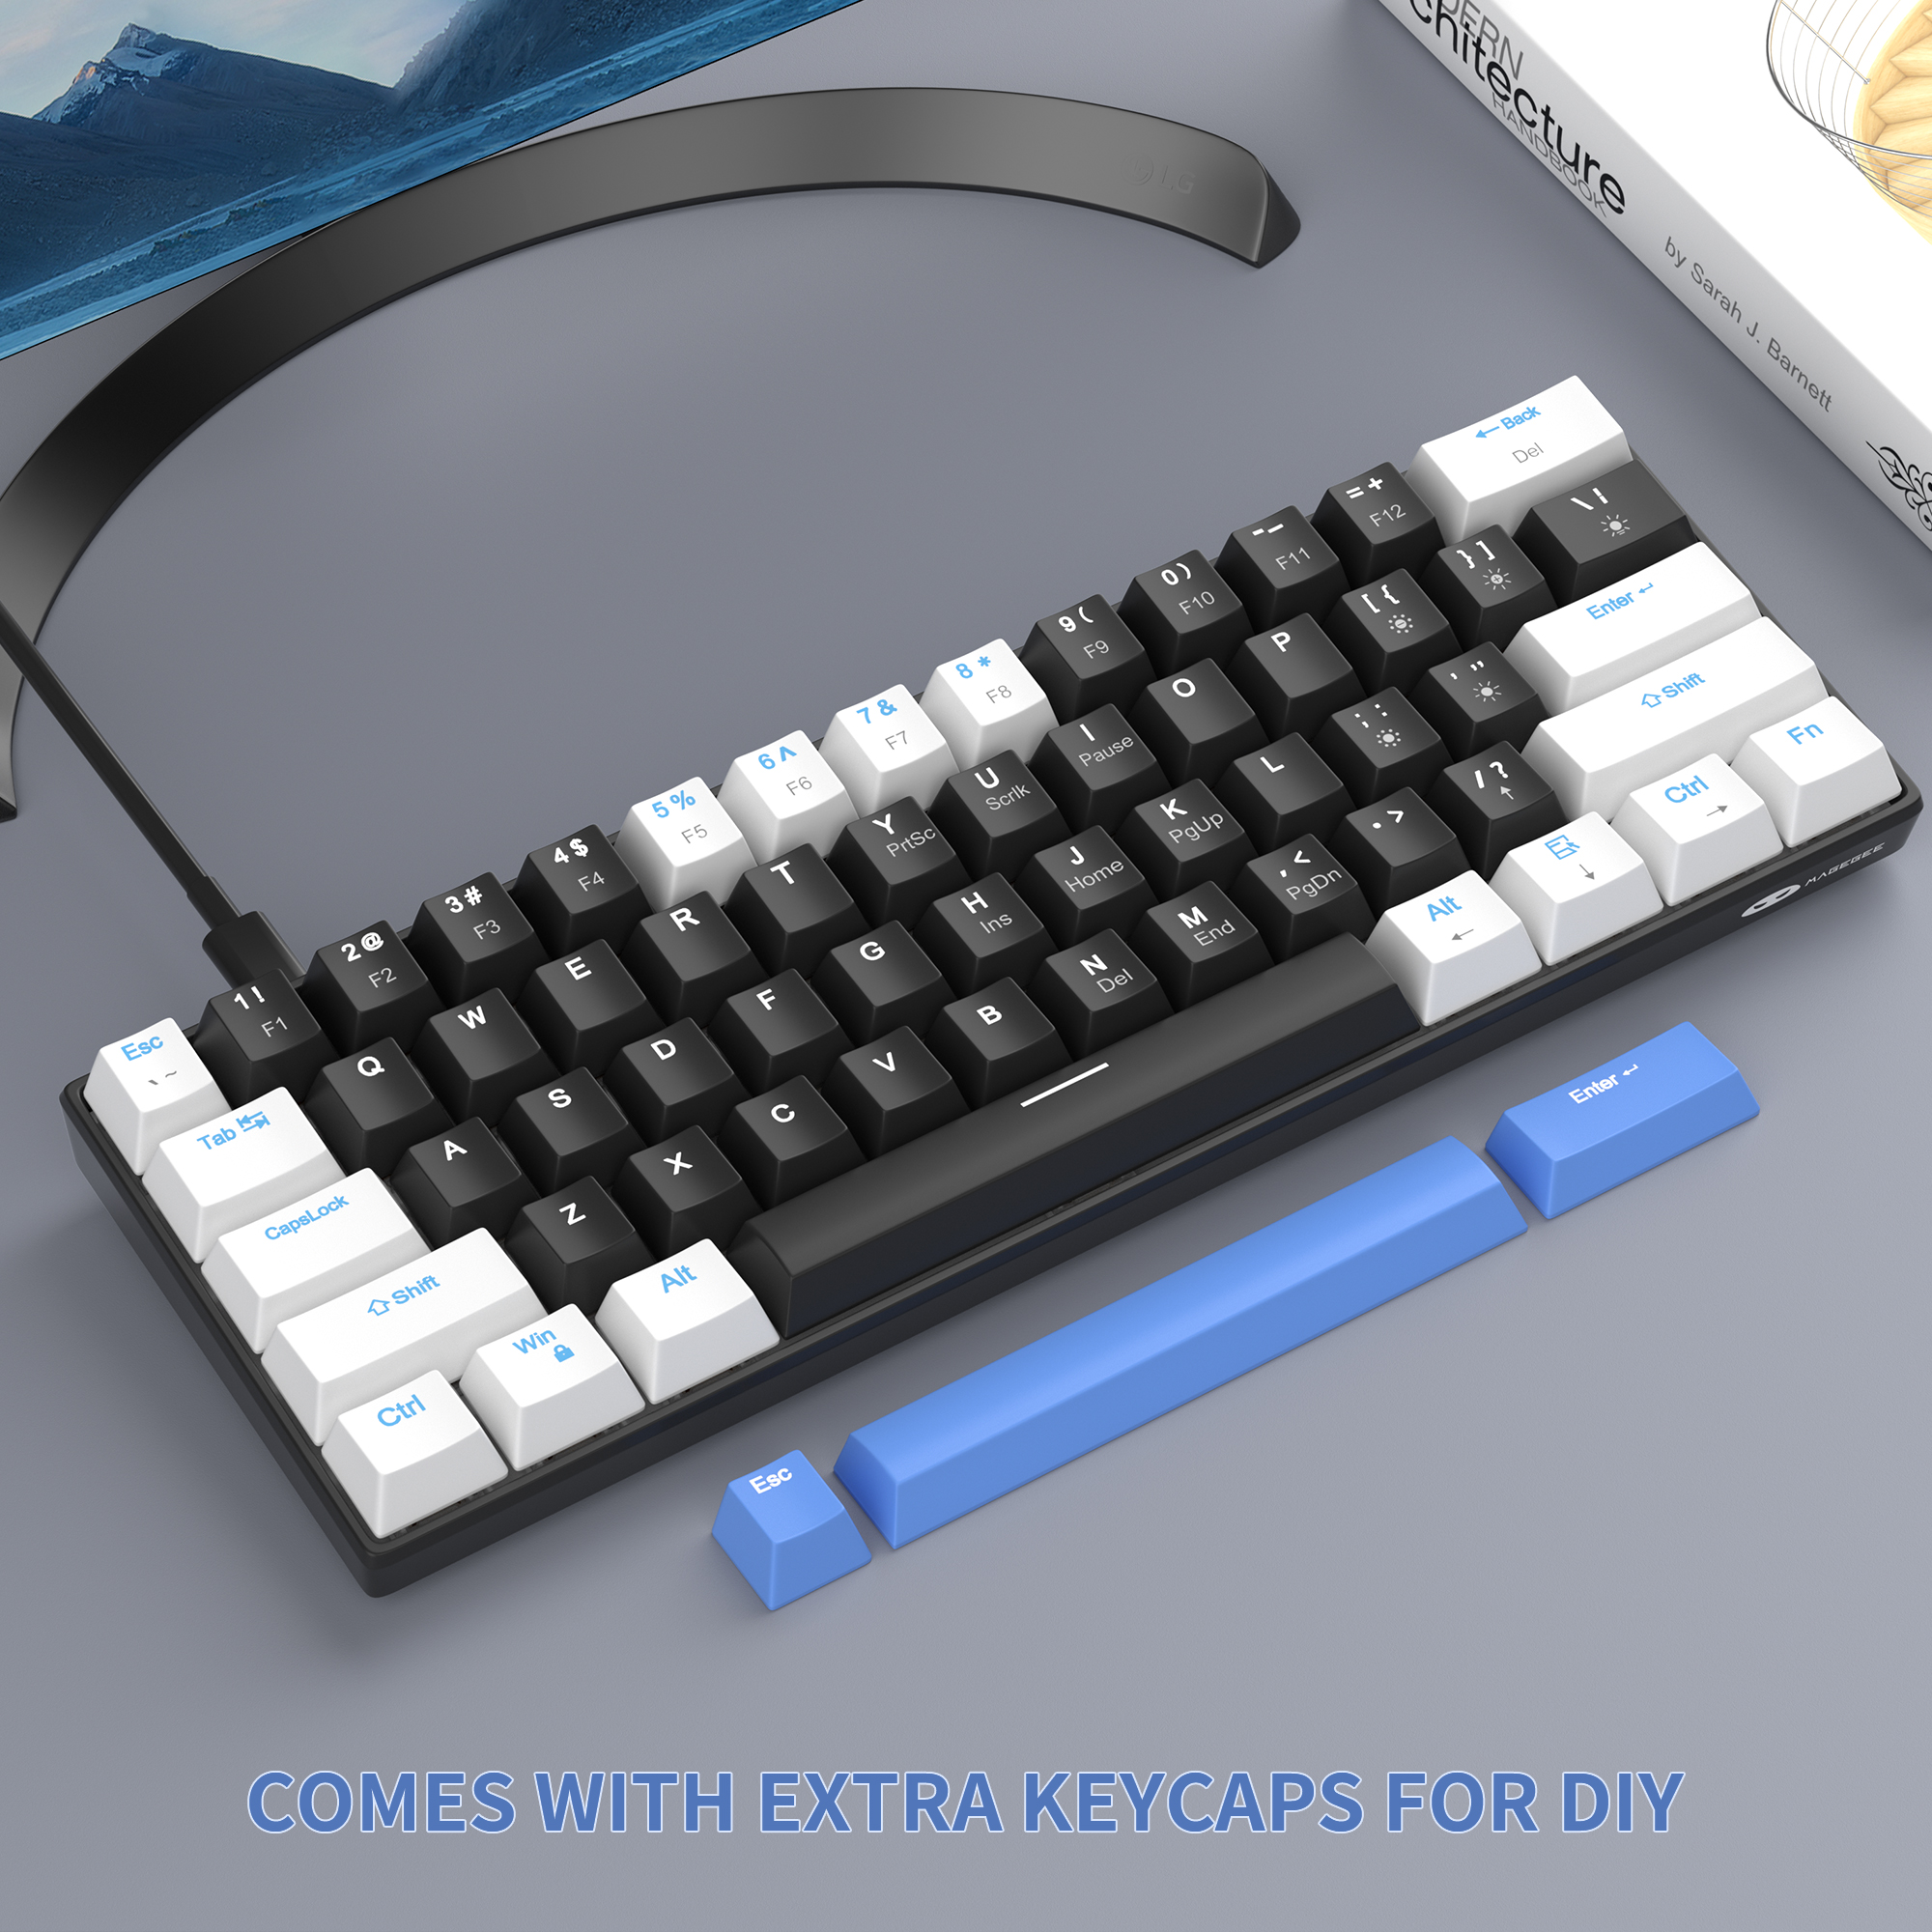 DERN
chitecture
HANDBOOK
by Sarah J. Barnett
LG
← Back
Del
Esc
` ~
1 !
F1
2 @
F2
3 #
F3
4 $
F4
5 %
F5
6 ^
F6
7 &
F7
8 *
F8
9 (
F9
0 )
F10
- –
F11
= +
F12
Tab
Q
W
E
R
T
Y
PrtSc
U
Scrlk
I
Pause
O
P
[ {
} ]
\ !
CapsLock
A
S
D
F
G
H
Ins
J
Home
K
PgUp
L
; :
' "
Enter ↵
⇧ Shift
Z
X
C
V
B
N
Del
M
End
, <
PgDn
. >
/ ?
↑
⇧ Shift
Ctrl
Win
Alt
Alt
←
↓
Ctrl
→
Fn
MAGEGEE
Esc
Enter ↵
COMES WITH EXTRA KEYCAPS FOR DIY